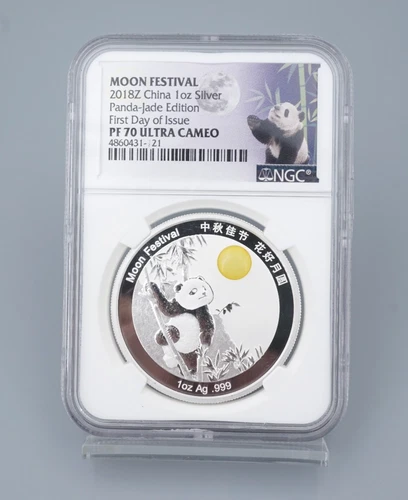 MOON FESTIVAL
2018Z China 1oz Silver
Panda-Jade Edition
First Day of Issue
PF 70 ULTRA CAMEO
4860431- 21
NGC®
Moon Festival 中秋佳节 花好月圆
1oz Ag .999